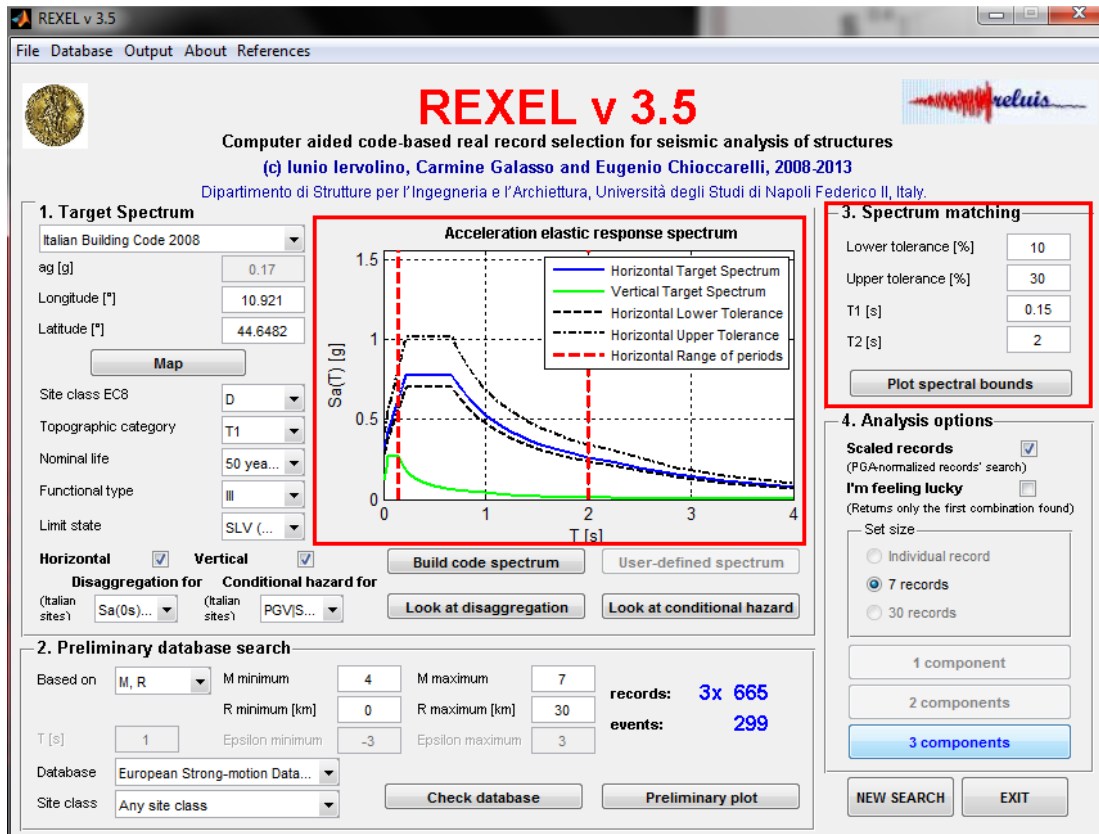 REXEL v 3.5
File Database Output About References
REXEL v 3.5
reluis
Computer aided code-based real record selection for seismic analysis of structures
(c) Iunio Iervolino, Carmine Galasso and Eugenio Chioccarelli, 2008-2013
Dipartimento di Strutture per l'Ingegneria e l'Archiettura, Università degli Studi di Napoli Federico II, Italy.
1. Target Spectrum
Italian Building Code 2008
ag [g] 0.17
Longitude [°] 10.921
Latitude [°] 44.6482
Map
Site class EC8 D
Topographic category T1
Nominal life 50 yea...
Functional type III
Limit state SLV (...
Horizontal Vertical
Disaggregation for Conditional hazard for
(Italian sites) Sa(0s)... (Italian sites) PGV|S...
Acceleration elastic response spectrum
Horizontal Target Spectrum
Vertical Target Spectrum
Horizontal Lower Tolerance
Horizontal Upper Tolerance
Horizontal Range of periods
Sa(T) [g]
1.5
1
0.5
0
0 1 2 3 4
T [s]
Build code spectrum User-defined spectrum
Look at disaggregation Look at conditional hazard
3. Spectrum matching
Lower tolerance [%] 10
Upper tolerance [%] 30
T1 [s] 0.15
T2 [s] 2
Plot spectral bounds
4. Analysis options
Scaled records
(PGA-normalized records' search)
I'm feeling lucky
(Returns only the first combination found)
Set size
Individual record
7 records
30 records
1 component
2 components
3 components
2. Preliminary database search
Based on M, R M minimum 4 M maximum 7
R minimum [km] 0 R maximum [km] 30
T [s] 1 Epsilon minimum -3 Epsilon maximum 3
records: 3x 665
events: 299
Database European Strong-motion Data...
Site class Any site class
Check database Preliminary plot
NEW SEARCH EXIT